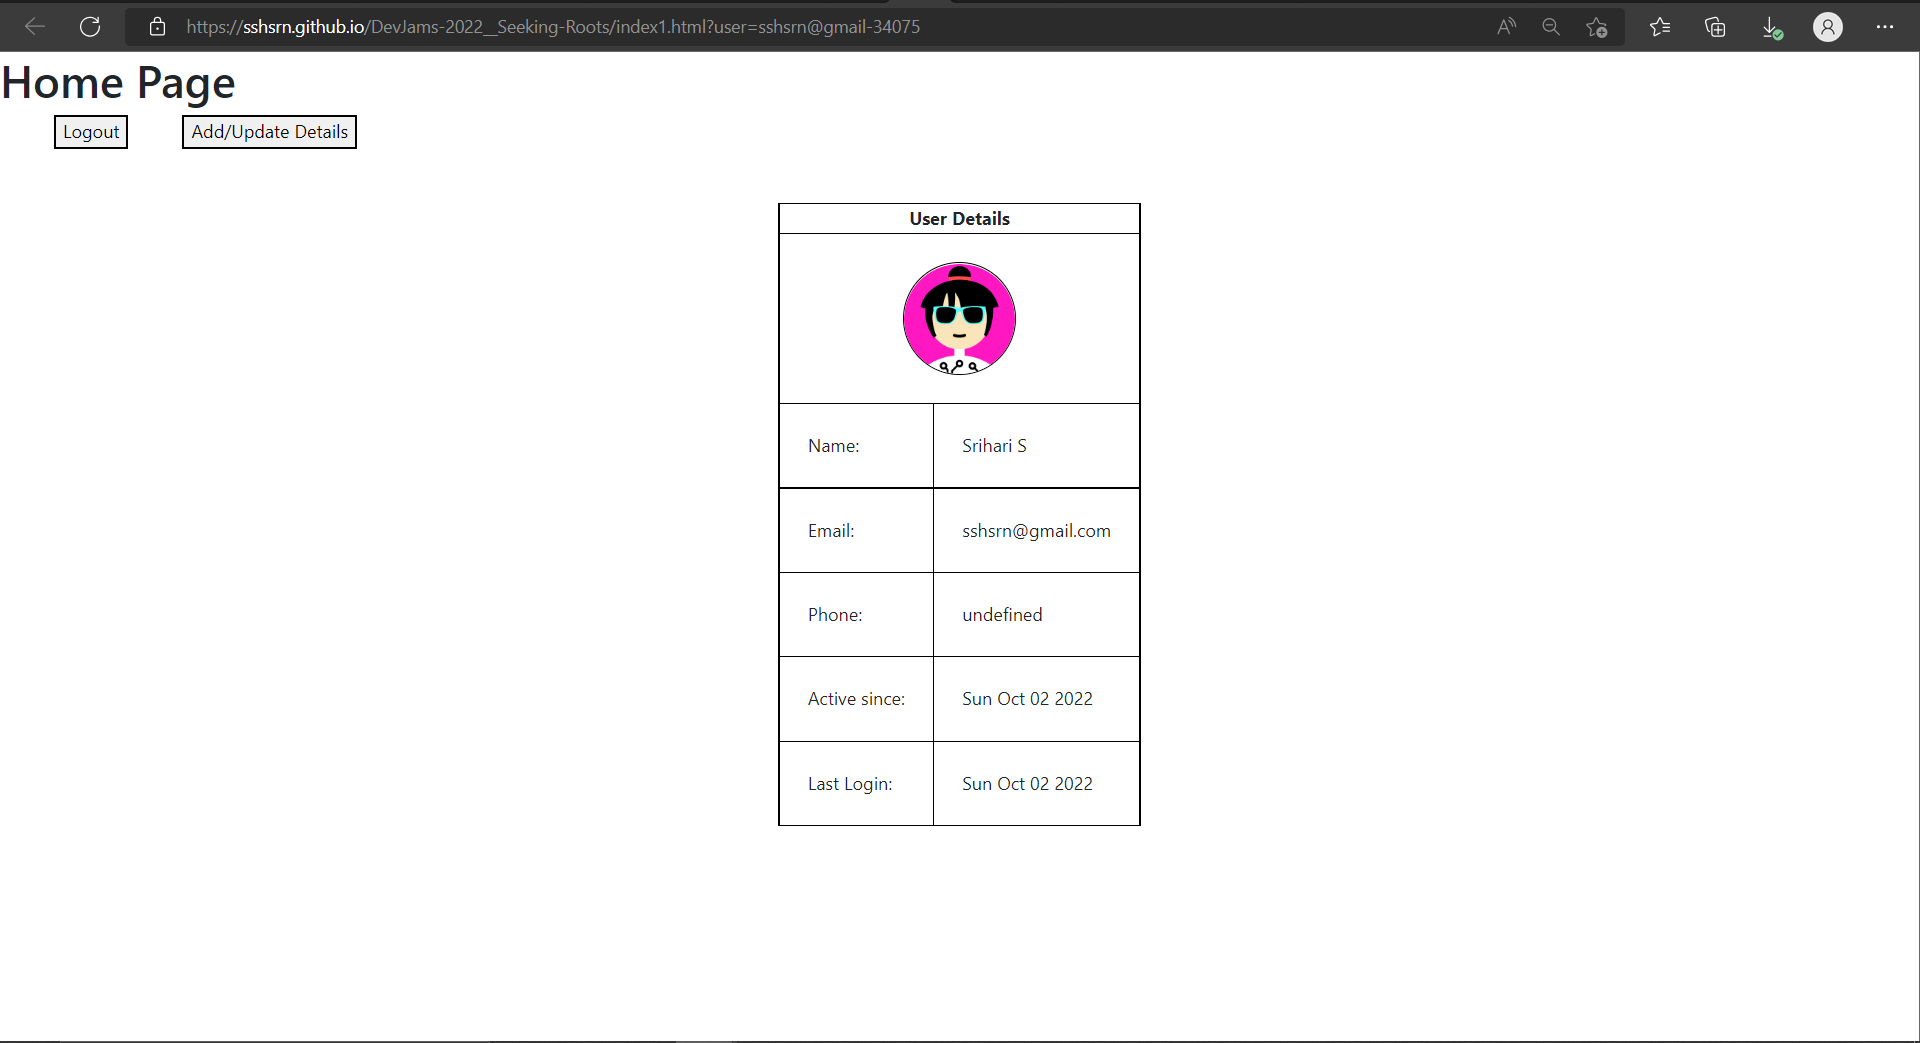 https://sshsrn.github.io/DevJams-2022__Seeking-Roots/index1.html?user=sshsrn@gmail-34075
Home Page
Logout Add/Update Details
User Details
Name: Srihari S
Email: sshsrn@gmail.com
Phone: undefined
Active since: Sun Oct 02 2022
Last Login: Sun Oct 02 2022